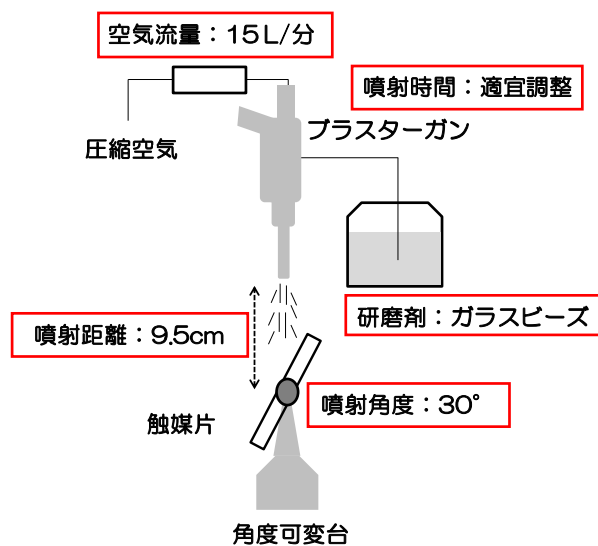 空気流量：15L/分
噴射時間：適宜調整
ブラスターガン
圧縮空気
研磨剤：ガラスビーズ
噴射距離：9.5cm
噴射角度：30°
触媒片
角度可変台